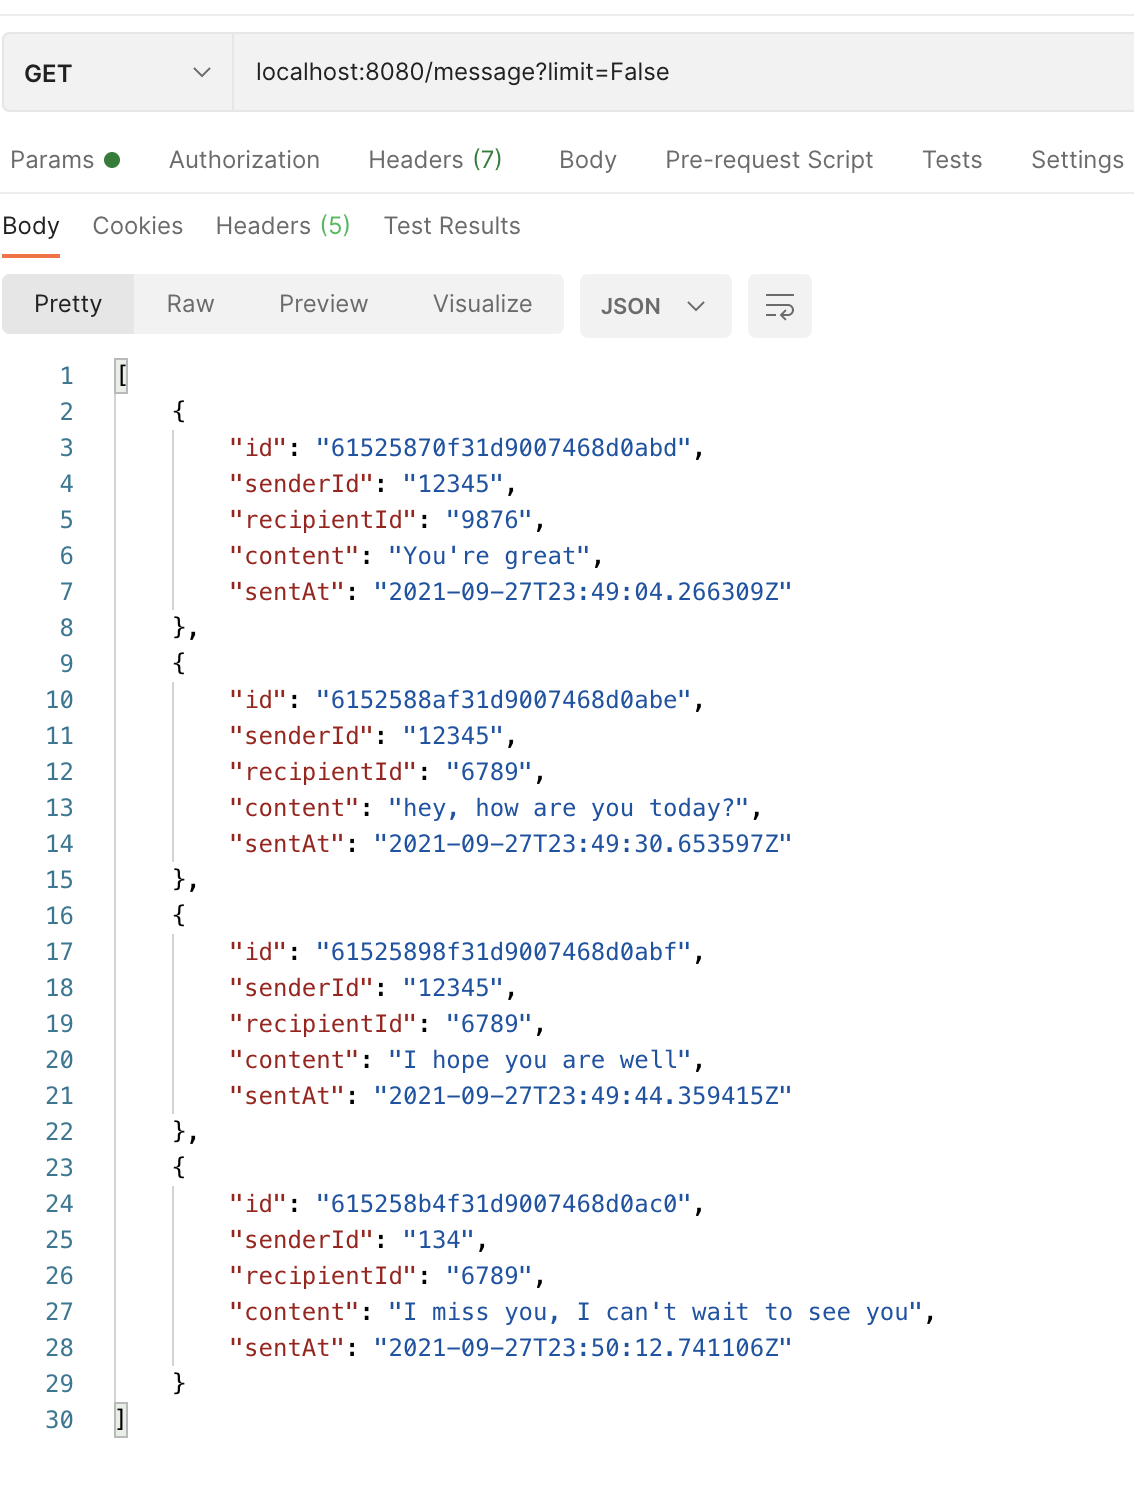 GET localhost:8080/message?limit=False
Params Authorization Headers (7) Body Pre-request Script Tests Settings
Body Cookies Headers (5) Test Results
Pretty Raw Preview Visualize JSON
1 [
2 {
3 "id": "61525870f31d9007468d0abd",
4 "senderId": "12345",
5 "recipientId": "9876",
6 "content": "You're great",
7 "sentAt": "2021-09-27T23:49:04.266309Z"
8 },
9 {
10 "id": "6152588af31d9007468d0abe",
11 "senderId": "12345",
12 "recipientId": "6789",
13 "content": "hey, how are you today?",
14 "sentAt": "2021-09-27T23:49:30.653597Z"
15 },
16 {
17 "id": "61525898f31d9007468d0abf",
18 "senderId": "12345",
19 "recipientId": "6789",
20 "content": "I hope you are well",
21 "sentAt": "2021-09-27T23:49:44.359415Z"
22 },
23 {
24 "id": "615258b4f31d9007468d0ac0",
25 "senderId": "134",
26 "recipientId": "6789",
27 "content": "I miss you, I can't wait to see you",
28 "sentAt": "2021-09-27T23:50:12.741106Z"
29 }
30 ]